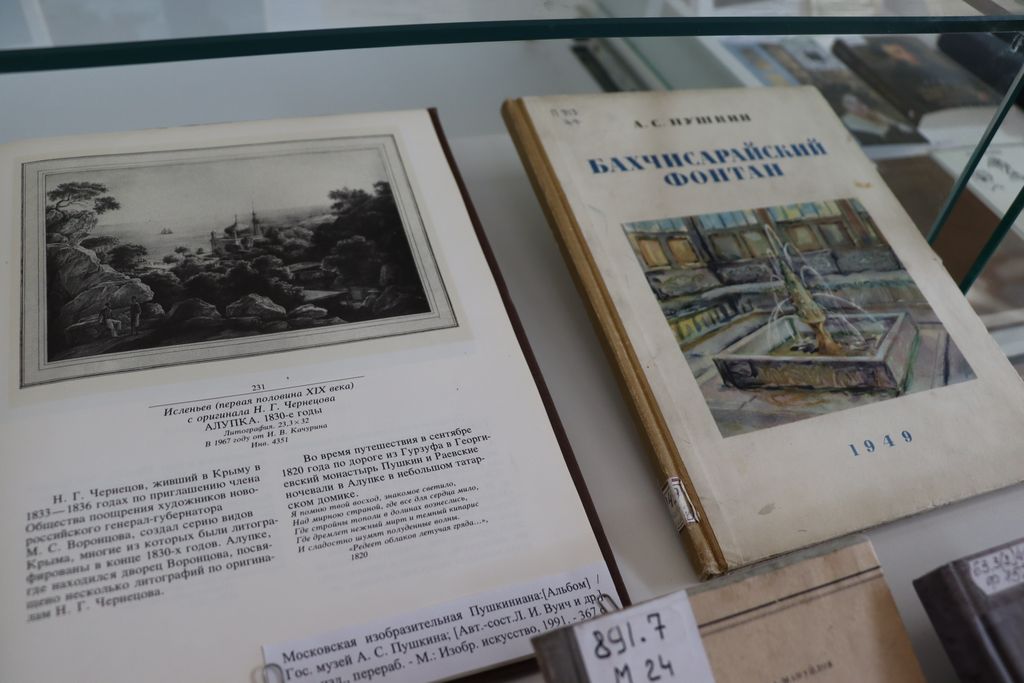 231
Исленьев (первая половина XIX века)
с оригинала Н. Г. Чернецова
АЛУПКА. 1830-е годы
Литография. 23,3×32
В 1967 году от И. В. Качурина
Инв. 4351
Н. Г. Чернецов, живший в Крыму в
1833—1836 годах по приглашению члена
Общества поощрения художников ново-
российского генерал-губернатора
М. С. Воронцова, создал серию видов
Крыма, многие из которых были литогра-
фированы в конце 1830-х годов. Алупке,
где находился дворец Воронцова, посвя-
щено несколько литографий по оригина-
лам Н. Г. Чернецова.
Во время путешествия в сентябре
1820 года по дороге из Гурзуфа в Георги-
евский монастырь Пушкин и Раевские
ночевали в Алупке в небольшом татар-
ском домике.
Я помню твой восход, знакомое светило,
Над мирною страной, где все для сердца мило,
Где стройны тополи в долинах вознеслись,
Где дремлет нежный мирт и темный кипарис
И сладостно шумят полуденные волны.
«Редеет облаков летучая гряда...»,
1820
Московская изобразительная Пушкиниана:[Альбом] /
Гос. музей А. С. Пушкина; [Авт.-сост.Л. И. Вуич и др.
изд., перераб. - М.: Изобр. искусство, 1991. - 367
А. С. ПУШКИН
БАХЧИСАРАЙСКИЙ
ФОНТАН
1949
891.7
М 24